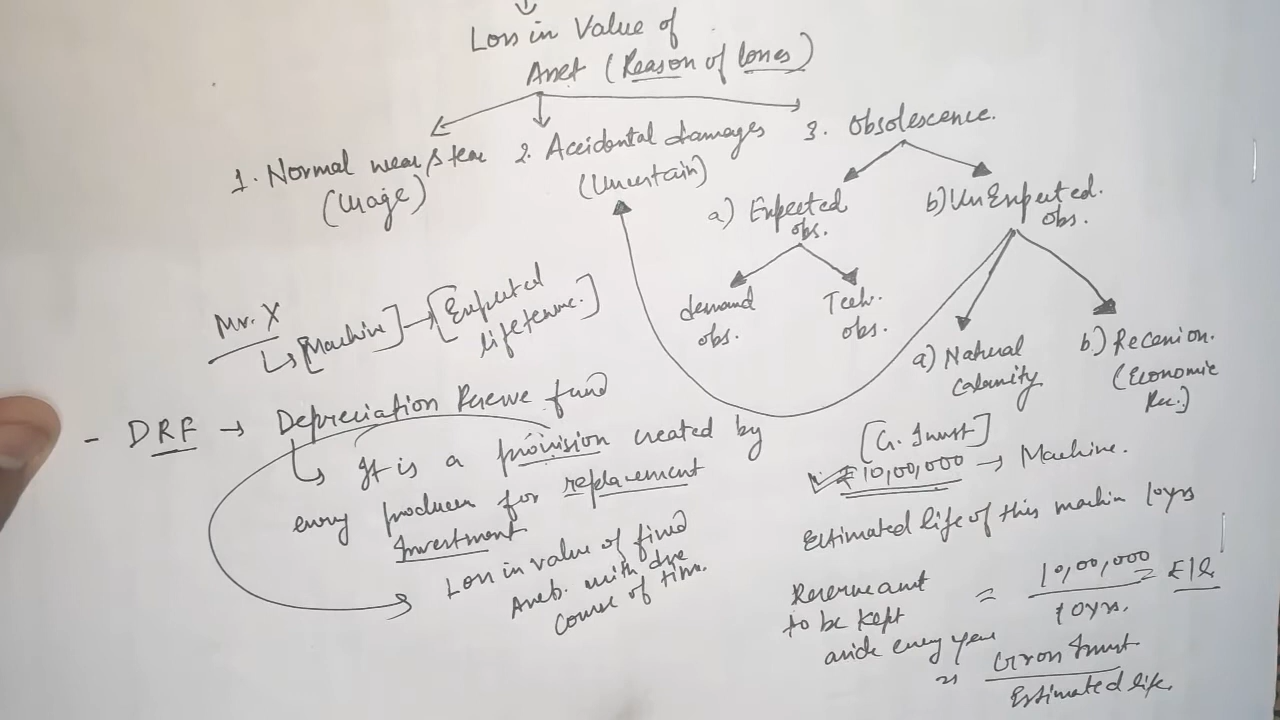 Loss in Value of
Asset (Reason of losses)
1. Normal wear & tear
(Usage)
2. Accidental damages
(Uncertain)
3. Obsolescence.
a) Expected
obs.
b) UnExpected.
obs.
demand
obs.
Tech.
obs.
a) Natural
Calamity
b) Recession.
(Economic
Rec.)
Mr. X
[Machine] → [Expected
lifetenure.]
- DRF → Depreciation Reserve fund
It is a provision created by
every producer for replacement
Investment
Loss in value of fixed
Assets. with due
course of time.
[G. Invst]
₹10,00,000 → Machine.
Estimated life of this machin 10yrs
Reserve amt
to be kept
aside every year
= 10,00,000
10yrs.
= ₹1L
= Gross Invst
Estimated life.